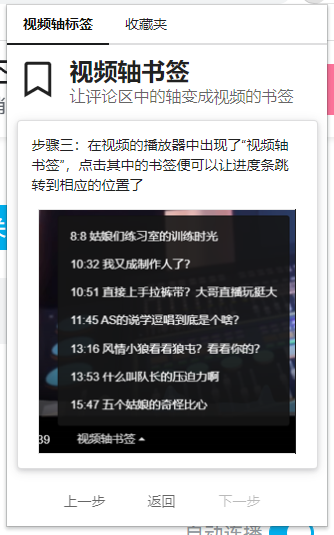 视频轴标签
收藏夹
视频轴书签
让评论区中的轴变成视频的书签
步骤三：在视频的播放器中出现了“视频轴
书签”，点击其中的书签便可以让进度条跳
转到相应的位置了
8:8 姑娘们练习室的训练时光
10:32 我又成制作人了？
10:51 直接上手拉裤带？大哥直播玩挺大
11:45 AS的说学逗唱到底是个啥？
13:16 风情小狼看看狼屯？看看你的？
13:53 什么叫队长的压迫力啊
15:47 五个姑娘的奇怪比心
39
视频轴书签
上一步
返回
下一步
自动连播